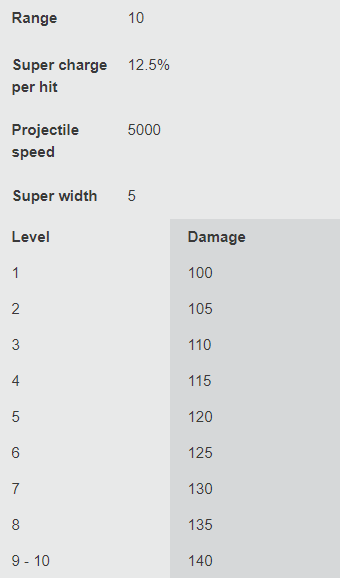 Range 10
Super charge 12.5%
per hit
Projectile 5000
speed
Super width 5
Level Damage
1 100
2 105
3 110
4 115
5 120
6 125
7 130
8 135
9 - 10 140